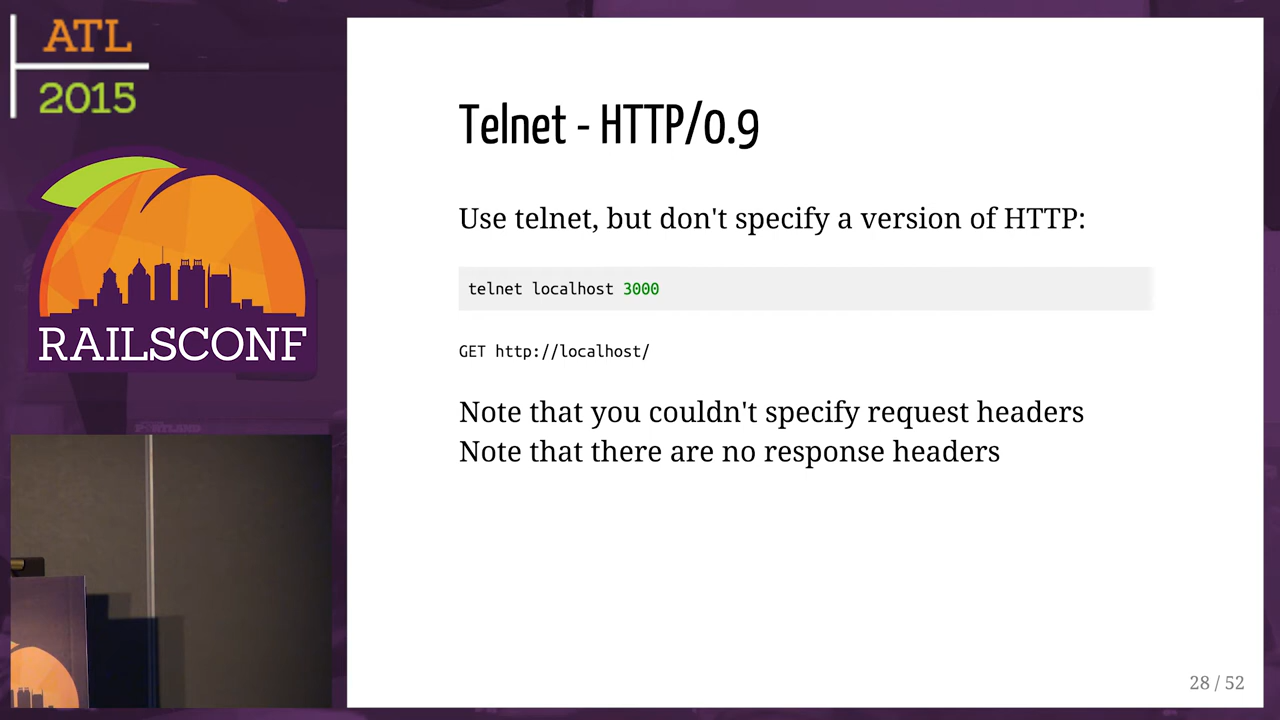 ATL
2015
RAILSCONF
Telnet - HTTP/0.9
Use telnet, but don't specify a version of HTTP:
telnet localhost 3000
GET http://localhost/
Note that you couldn't specify request headers
Note that there are no response headers
28 / 52